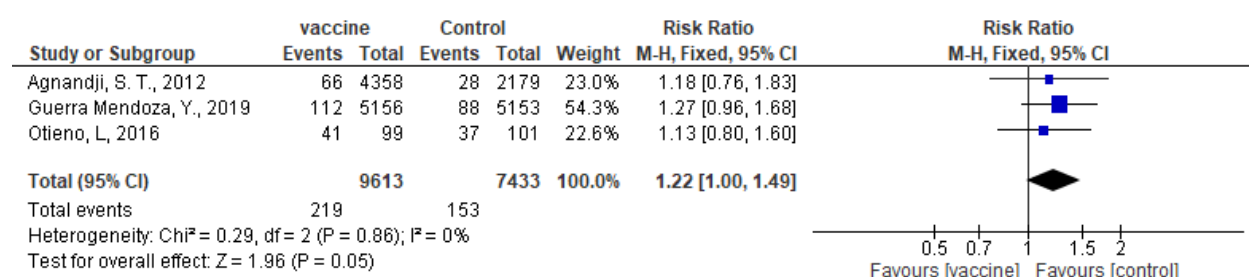 vaccine Control Risk Ratio Risk Ratio
Study or Subgroup Events Total Events Total Weight M-H, Fixed, 95% CI M-H, Fixed, 95% CI
Agnandji, S. T., 2012 66 4358 28 2179 23.0% 1.18 [0.76, 1.83]
Guerra Mendoza, Y., 2019 112 5156 88 5153 54.3% 1.27 [0.96, 1.68]
Otieno, L, 2016 41 99 37 101 22.6% 1.13 [0.80, 1.60]
Total (95% CI) 9613 7433 100.0% 1.22 [1.00, 1.49]
Total events 219 153
Heterogeneity: Chi² = 0.29, df = 2 (P = 0.86); I² = 0%
Test for overall effect: Z = 1.96 (P = 0.05)
0.5 0.7 1 1.5 2
Favours [vaccine] Favours [control]